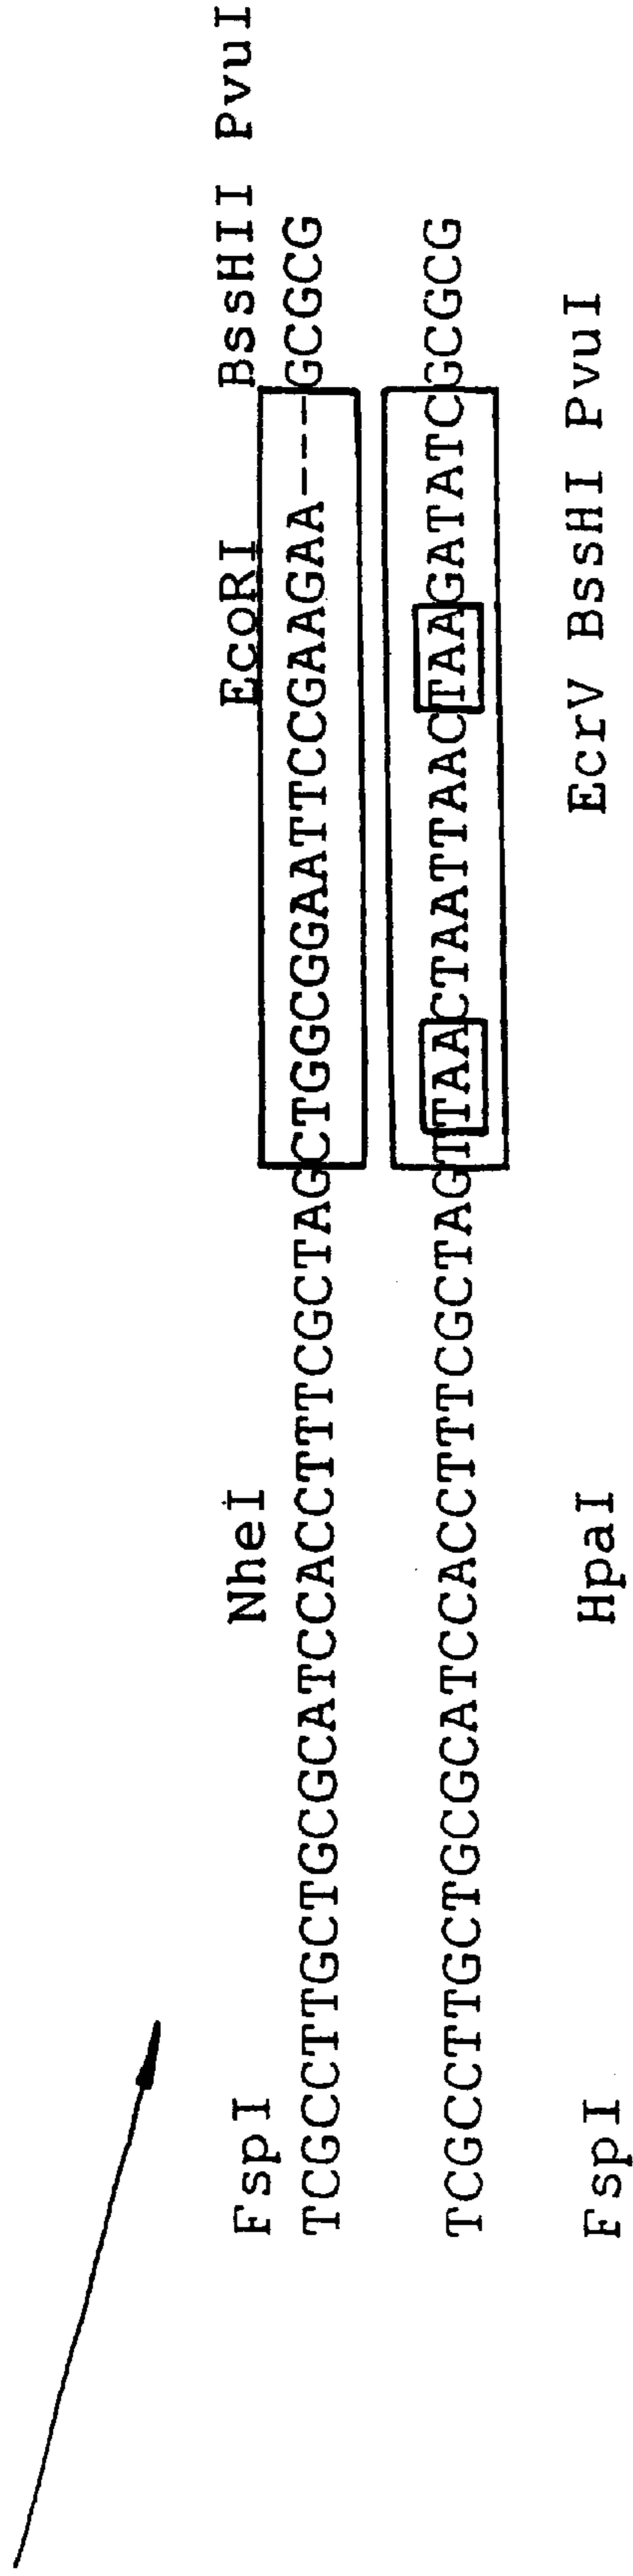 FspI NheI EcoRI BssHII PvuI
TCGCCTTGCTGCGCATCCACCTTTCGCTAGCTGGCGGAATTCCGAAGAA---GCGCG
TCGCCTTGCTGCGCATCCACCTTTCGCTAGTTAACTAATTAACTAAGATATCGCGCG
FspI HpaI EcrV BssHI PvuI